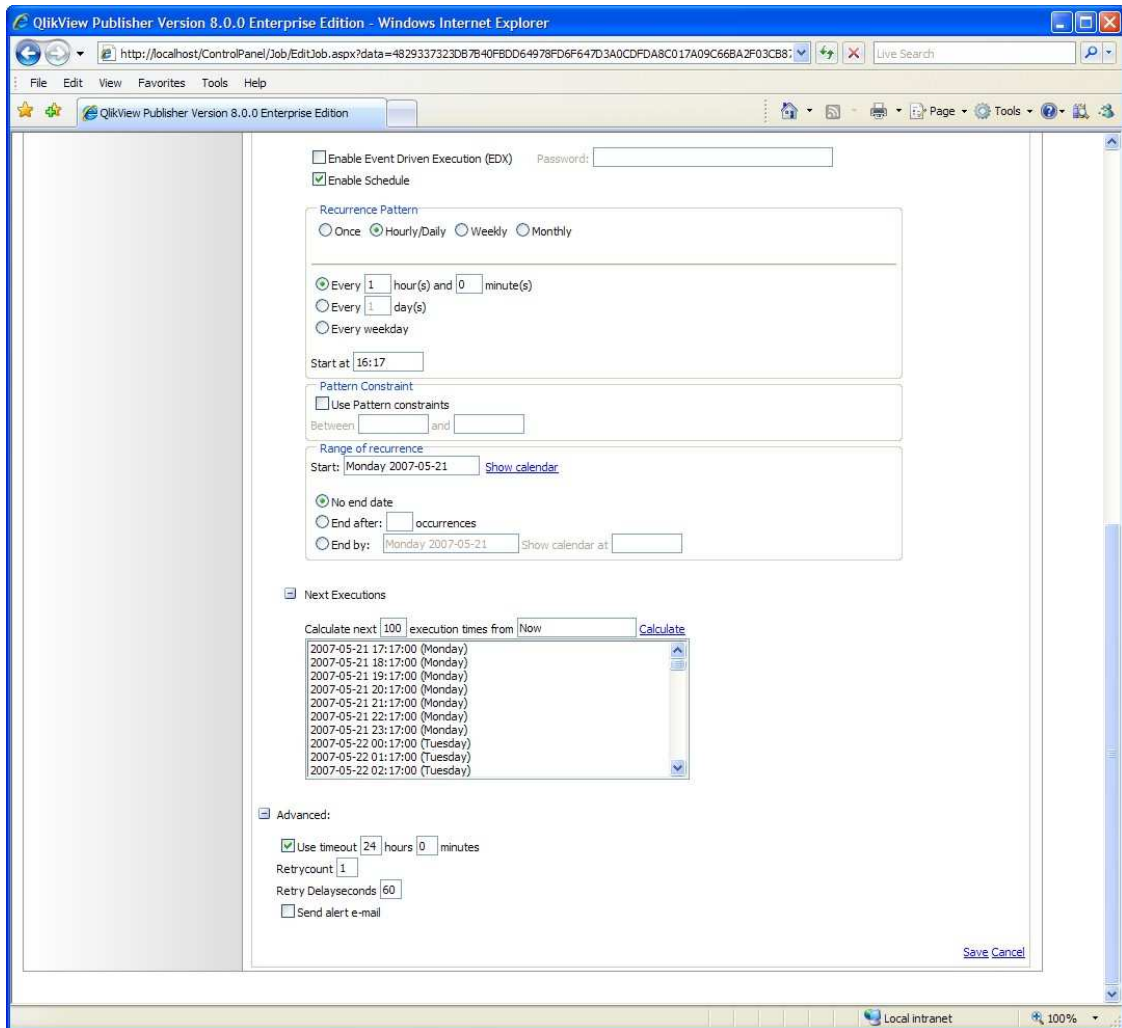 QlikView Publisher Version 8.0.0 Enterprise Edition - Windows Internet Explorer
http://localhost/ControlPanel/Job/EditJob.aspx?data=4829337323DB7B40FBDD64978FD6F647D3A0CDFDA8C017A09C66BA2F03CB8 Live Search
File Edit View Favorites Tools Help
QlikView Publisher Version 8.0.0 Enterprise Edition Page Tools
Enable Event Driven Execution (EDX) Password:
Enable Schedule
Recurrence Pattern
Once Hourly/Daily Weekly Monthly
Every 1 hour(s) and 0 minute(s)
Every 1 day(s)
Every weekday
Start at 16:17
Pattern Constraint
Use Pattern constraints
Between and
Range of recurrence
Start: Monday 2007-05-21 Show calendar
No end date
End after: occurrences
End by: Monday 2007-05-21 Show calendar at
Next Executions
Calculate next 100 execution times from Now Calculate
2007-05-21 17:17:00 (Monday)
2007-05-21 18:17:00 (Monday)
2007-05-21 19:17:00 (Monday)
2007-05-21 20:17:00 (Monday)
2007-05-21 21:17:00 (Monday)
2007-05-21 22:17:00 (Monday)
2007-05-21 23:17:00 (Monday)
2007-05-22 00:17:00 (Tuesday)
2007-05-22 01:17:00 (Tuesday)
2007-05-22 02:17:00 (Tuesday)
Advanced:
Use timeout 24 hours 0 minutes
Retrycount 1
Retry Delayseconds 60
Send alert e-mail
Save Cancel
Local intranet 100%